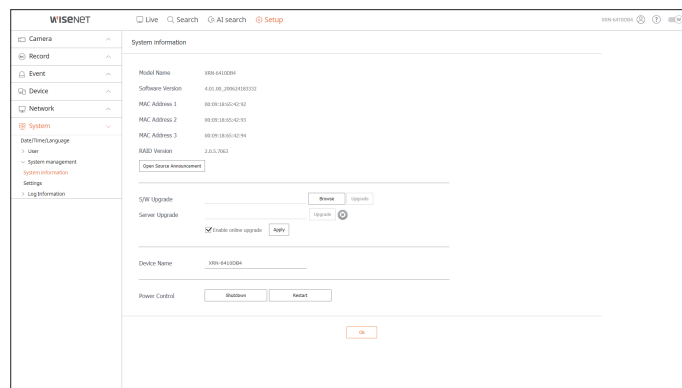 WISENET
Live Search AI search Setup
XRN-6410DB4
Camera
Record
Event
Device
Network
System
Date/Time/Language
> User
System management
System information
Settings
> Log Information
System information
Model Name XRN-6410DB4
Software Version 4.01.00_200624183332
MAC Address 1 00:09:18:65:42:92
MAC Address 2 00:09:18:65:42:93
MAC Address 3 00:09:18:65:42:94
RAID Version 2.0.3.7063
Open Source Announcement
S/W Upgrade Browse Upgrade
Server Upgrade Upgrade
Enable online upgrade Apply
Device Name XRN-6410DB4
Power Control Shutdown Restart
OK